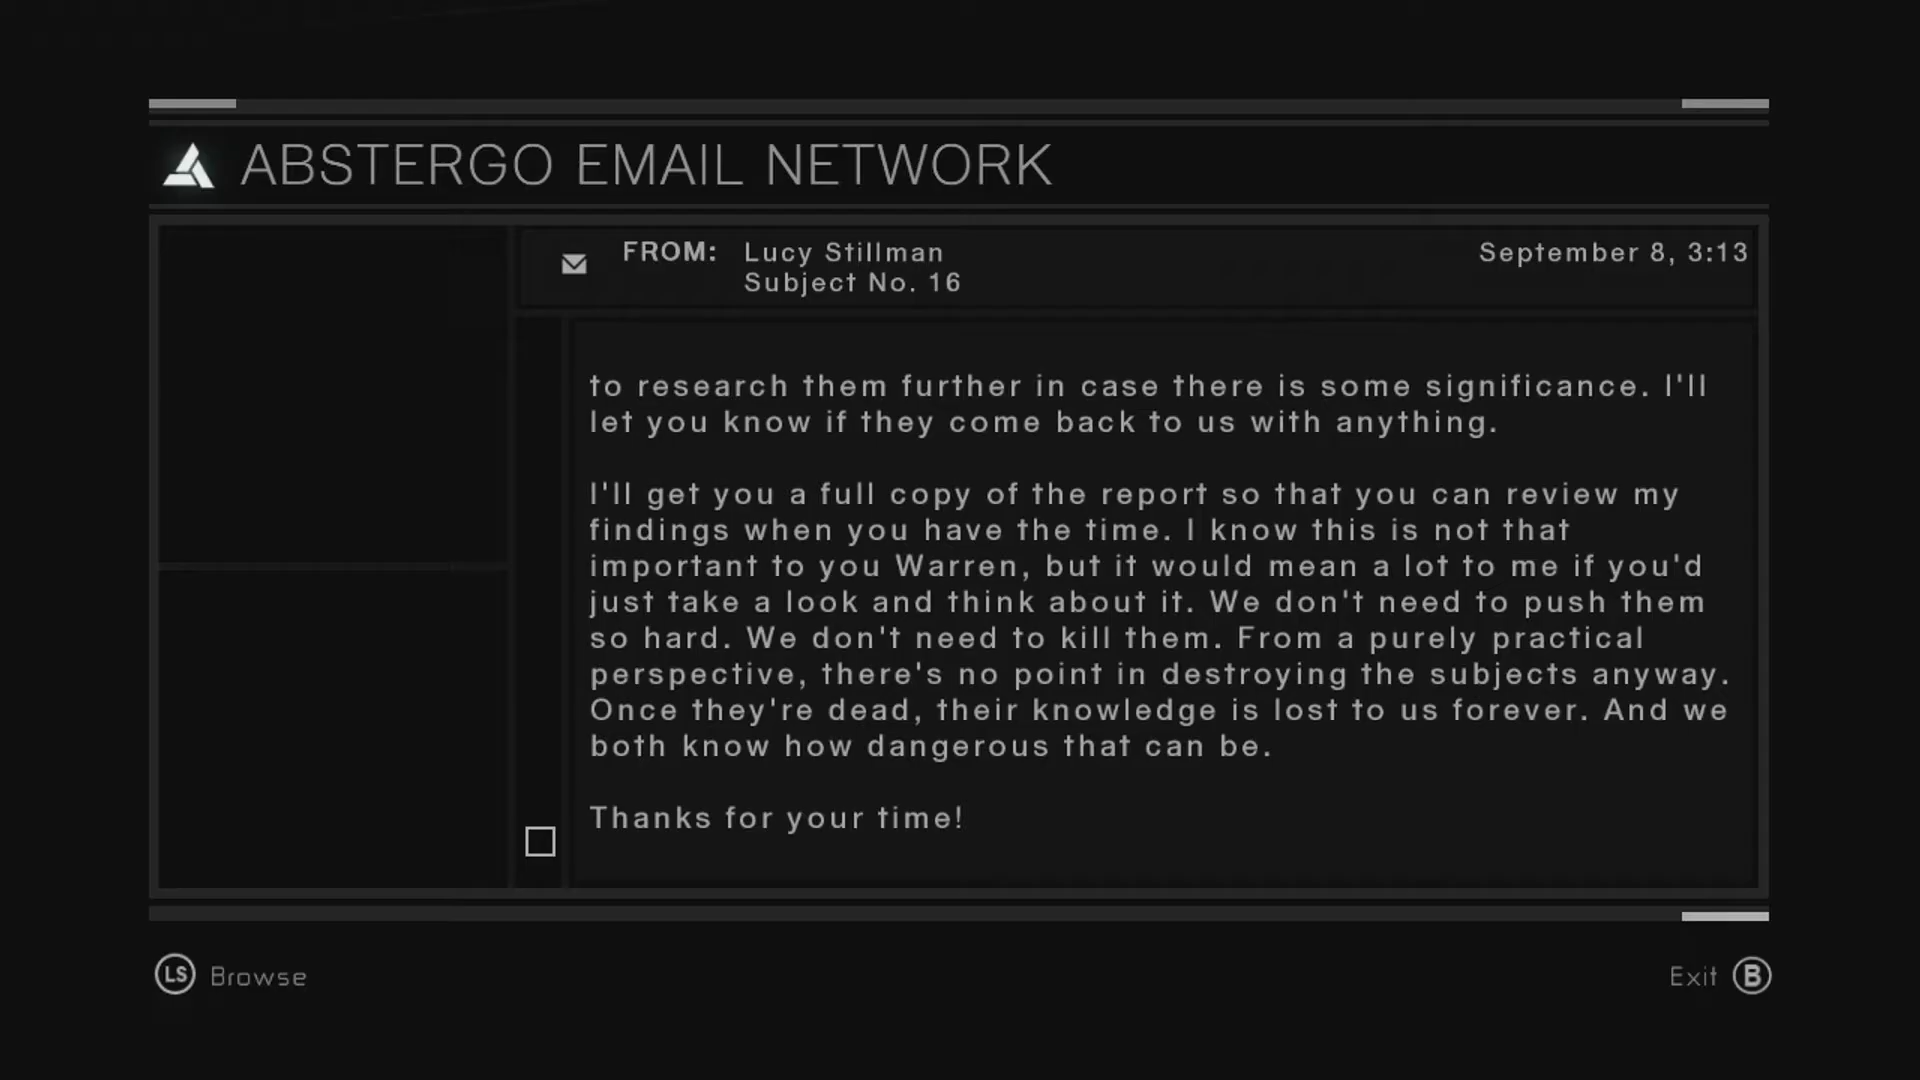 ABSTERGO EMAIL NETWORK
FROM: Lucy Stillman
Subject No. 16
September 8, 3:13
to research them further in case there is some significance. I'll
let you know if they come back to us with anything.
I'll get you a full copy of the report so that you can review my
findings when you have the time. I know this is not that
important to you Warren, but it would mean a lot to me if you'd
just take a look and think about it. We don't need to push them
so hard. We don't need to kill them. From a purely practical
perspective, there's no point in destroying the subjects anyway.
Once they're dead, their knowledge is lost to us forever. And we
both know how dangerous that can be.
Thanks for your time!
LS Browse
Exit B